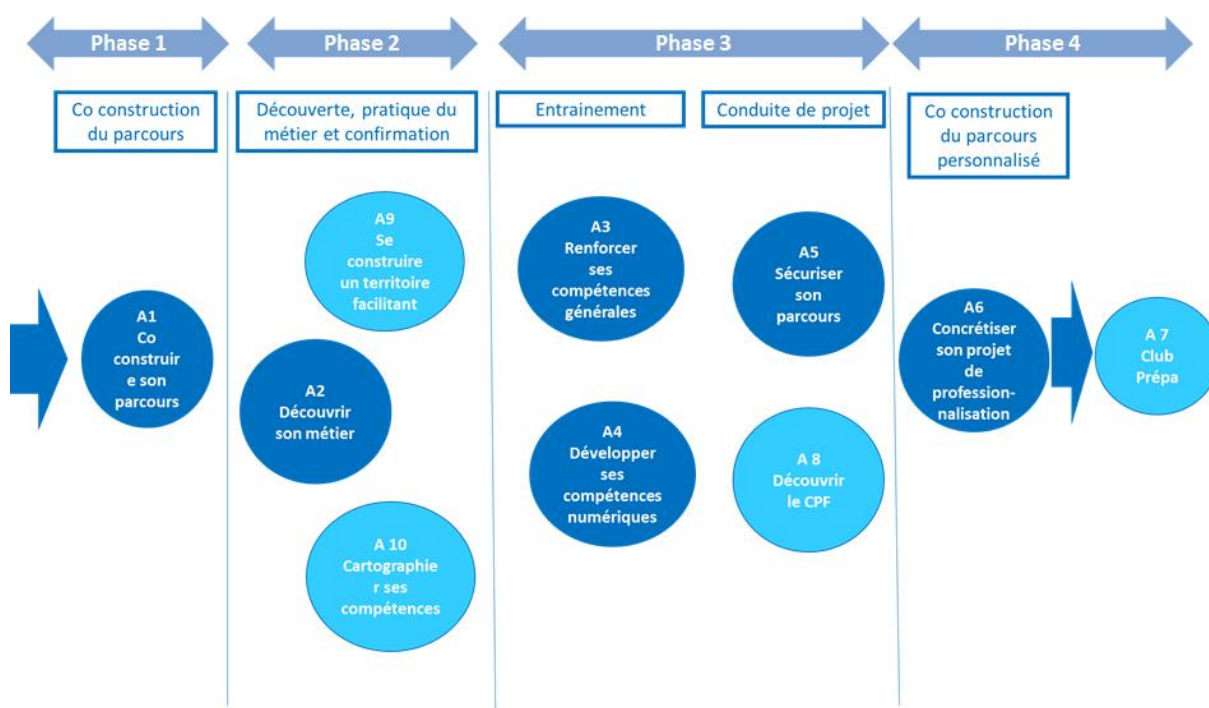 Phase 1
Phase 2
Phase 3
Phase 4
Co construction
du parcours
Découverte, pratique du
métier et confirmation
Entrainement
Conduite de projet
Co construction
du parcours
personnalisé
A1
Co
construir
e son
parcours
A9
Se
construire
un territoire
facilitant
A2
Découvrir
son métier
A 10
Cartographie
r ses
compétences
A3
Renforcer
ses
compétences
générales
A4
Développer
ses
compétences
numériques
A5
Sécuriser
son
parcours
A 8
Découvrir
le CPF
A6
Concrétiser
son projet
de
profession-
nalisation
A 7
Club
Prépa